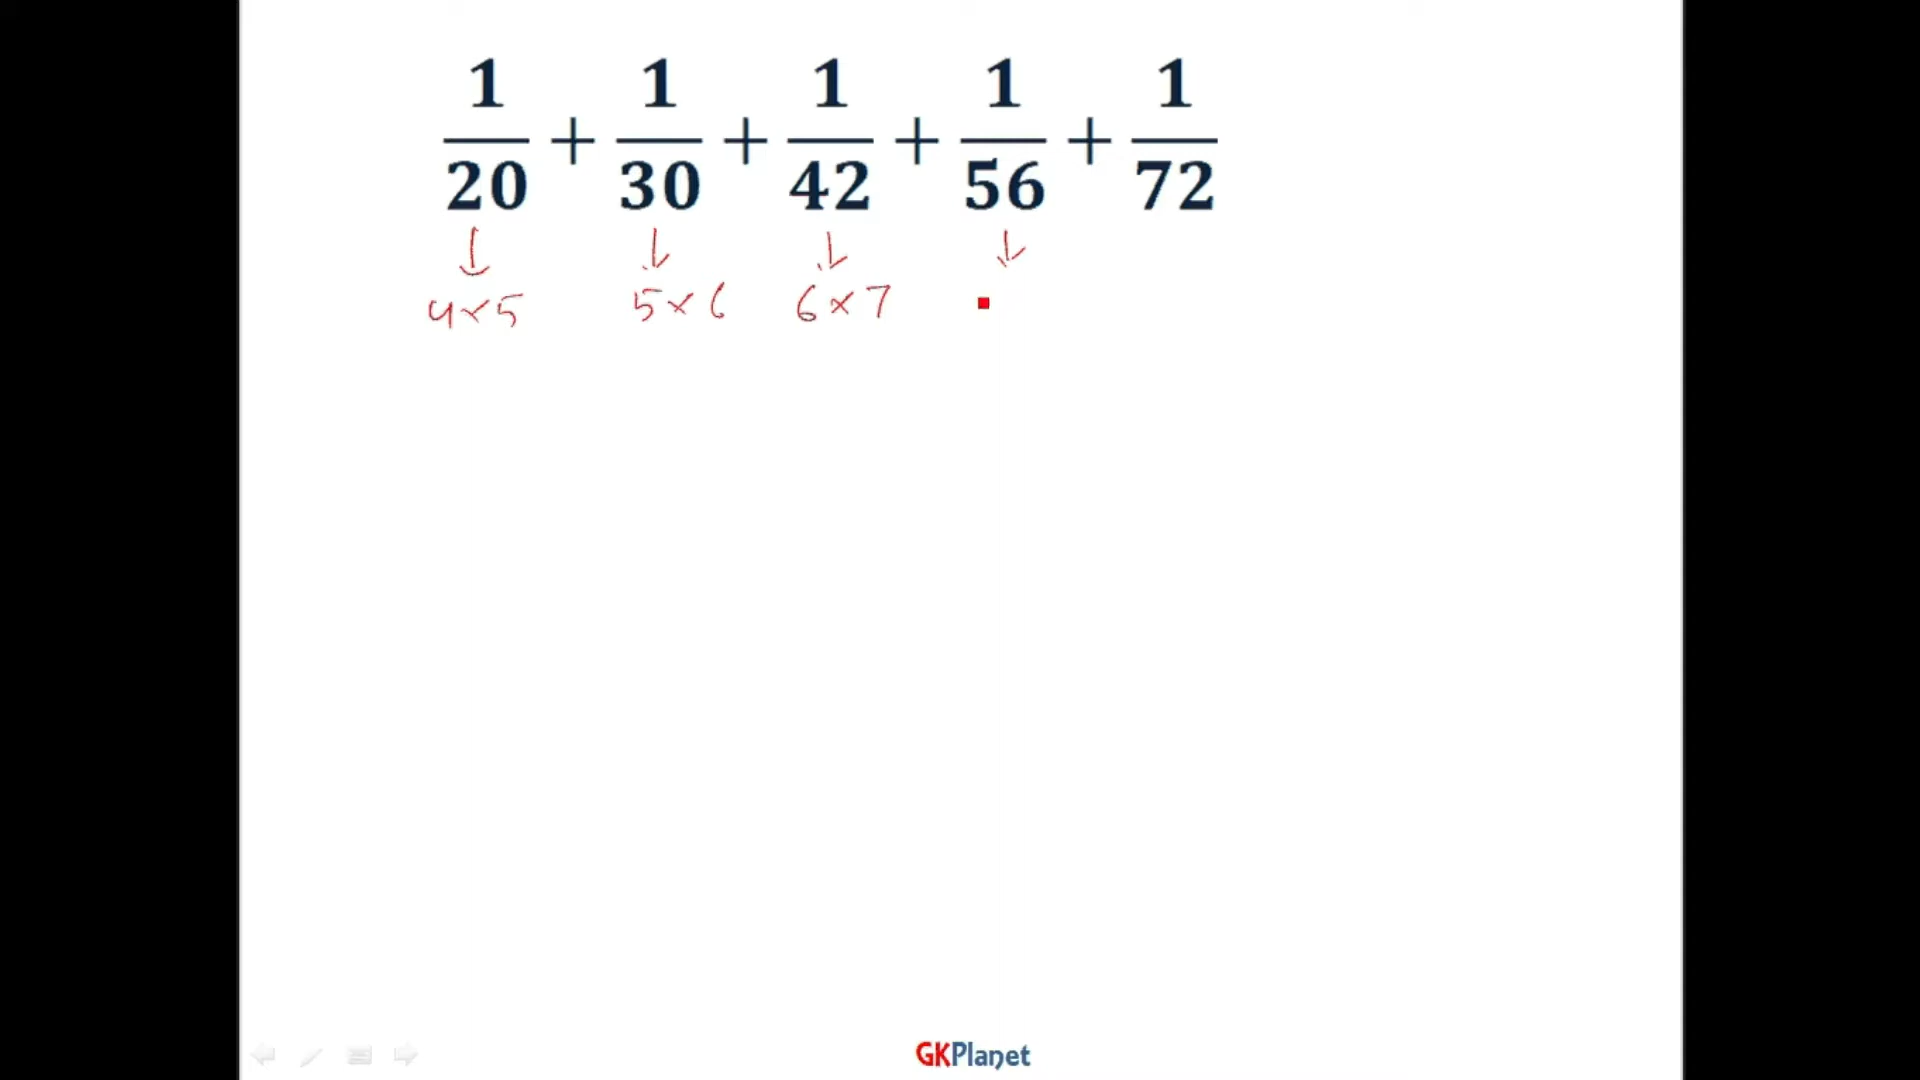 1/20 + 1/30 + 1/42 + 1/56 + 1/72
4×5 5×6 6×7
GKPlanet